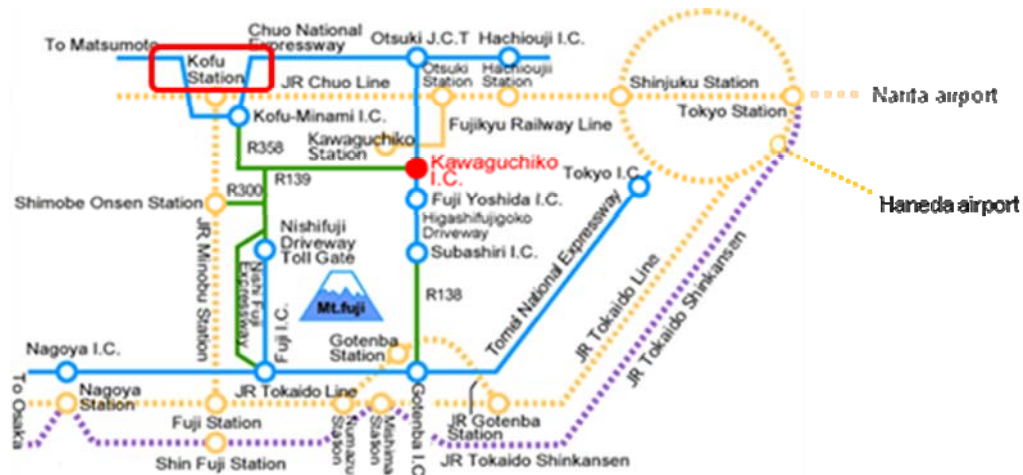 Chuo National
Expressway
To Matsumoto
Otsuki J.C.T
Hachiouji I.C.
Kofu
Station
JR Chuo Line
Otsuki
Station
Hachiouji
Station
Shinjuku Station
Tokyo Station
Narita airport
Kofu-Minami I.C.
Kawaguchiko
Station
Fujikyu Railway Line
R358
Kawaguchiko
I.C.
Tokyo I.C.
R139
R300
Shimobe Onsen Station
Fuji Yoshida I.C.
Haneda airport
Higashifujigoko
Driveway
Nishifuji
Driveway
Toll Gate
Subashiri I.C.
JR Minobu Station
Nishi Fuji
Expressway
Mt.fuji
R138
Tomei National Expressway
JR Tokaido Line
JR Tokaido Shinkansen
Fuji I.C.
Gotenba
Station
Nagoya I.C.
To Osaka
Nagoya
Station
JR Tokaido Line
Gotenba I.C
JR Gotenba
Station
Fuji Station
Numazu
Station
Mishima
Station
Shin Fuji Station
JR Tokaido Shinkansen